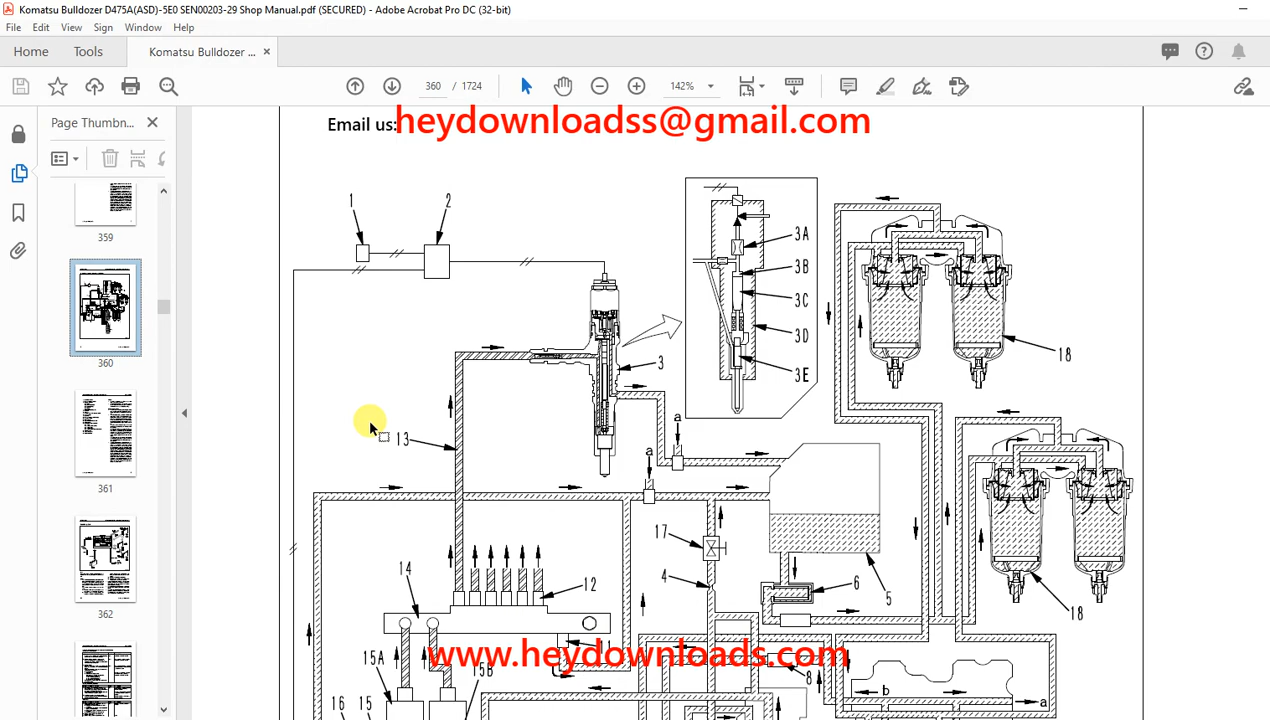 Komatsu Bulldozer D475A(ASD)-5E0 SEN00203-29 Shop Manual.pdf (SECURED) - Adobe Acrobat Pro DC (32-bit)
File Edit View Sign Window Help
Home Tools Komatsu Bulldozer ... ×
360 / 1724 142%
Page Thumbn...
Email us: heydownloadss@gmail.com
359
360
361
362
1
2
3A
3B
3C
3D
3E
3
18
13
a
a
17
4
6
5
18
12
14
www.heydownloads.com
15A
15B
8
b
a
16 15